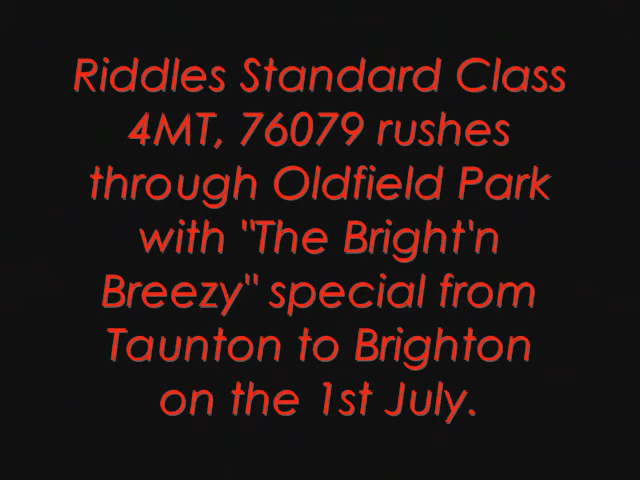 Riddles Standard Class
4MT, 76079 rushes
through Oldfield Park
with "The Bright'n
Breezy" special from
Taunton to Brighton
on the 1st July.